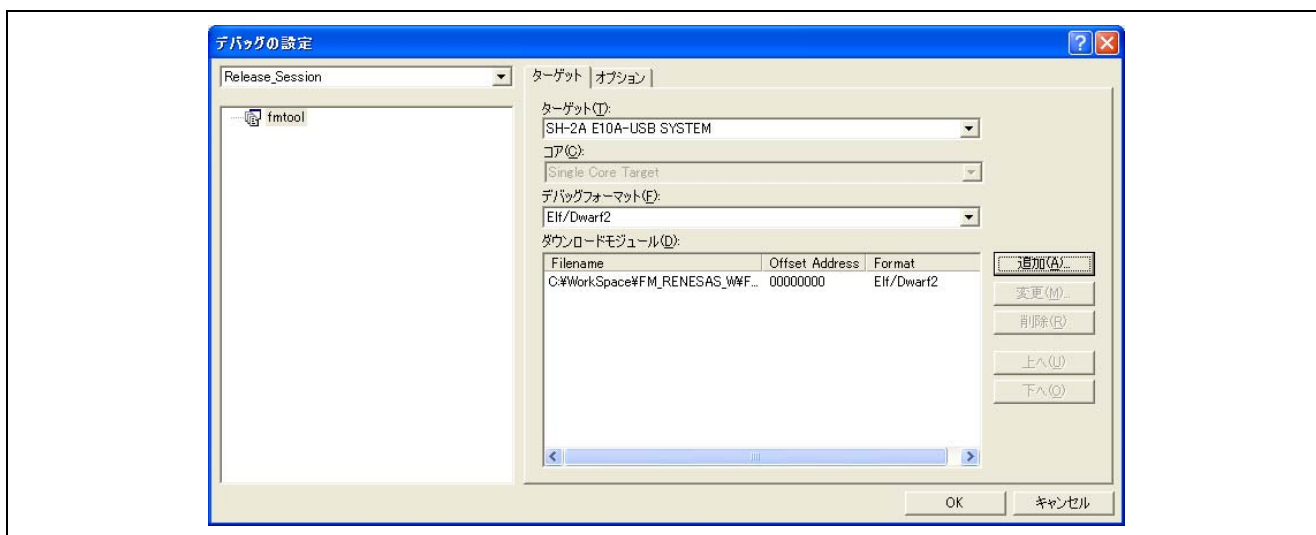 デバッグの設定
Release_Session
fmtool
ターゲット
オプション
ターゲット(T):
SH-2A E10A-USB SYSTEM
コア(C):
Single Core Target
デバッグフォーマット(F):
Elf/Dwarf2
ダウンロードモジュール(D):
Filename Offset Address Format
C:¥WorkSpace¥FM_RENESAS_W¥F... 00000000 Elf/Dwarf2
追加(A)...
変更(M)...
削除(R)
上へ(U)
下へ(O)
OK
キャンセル